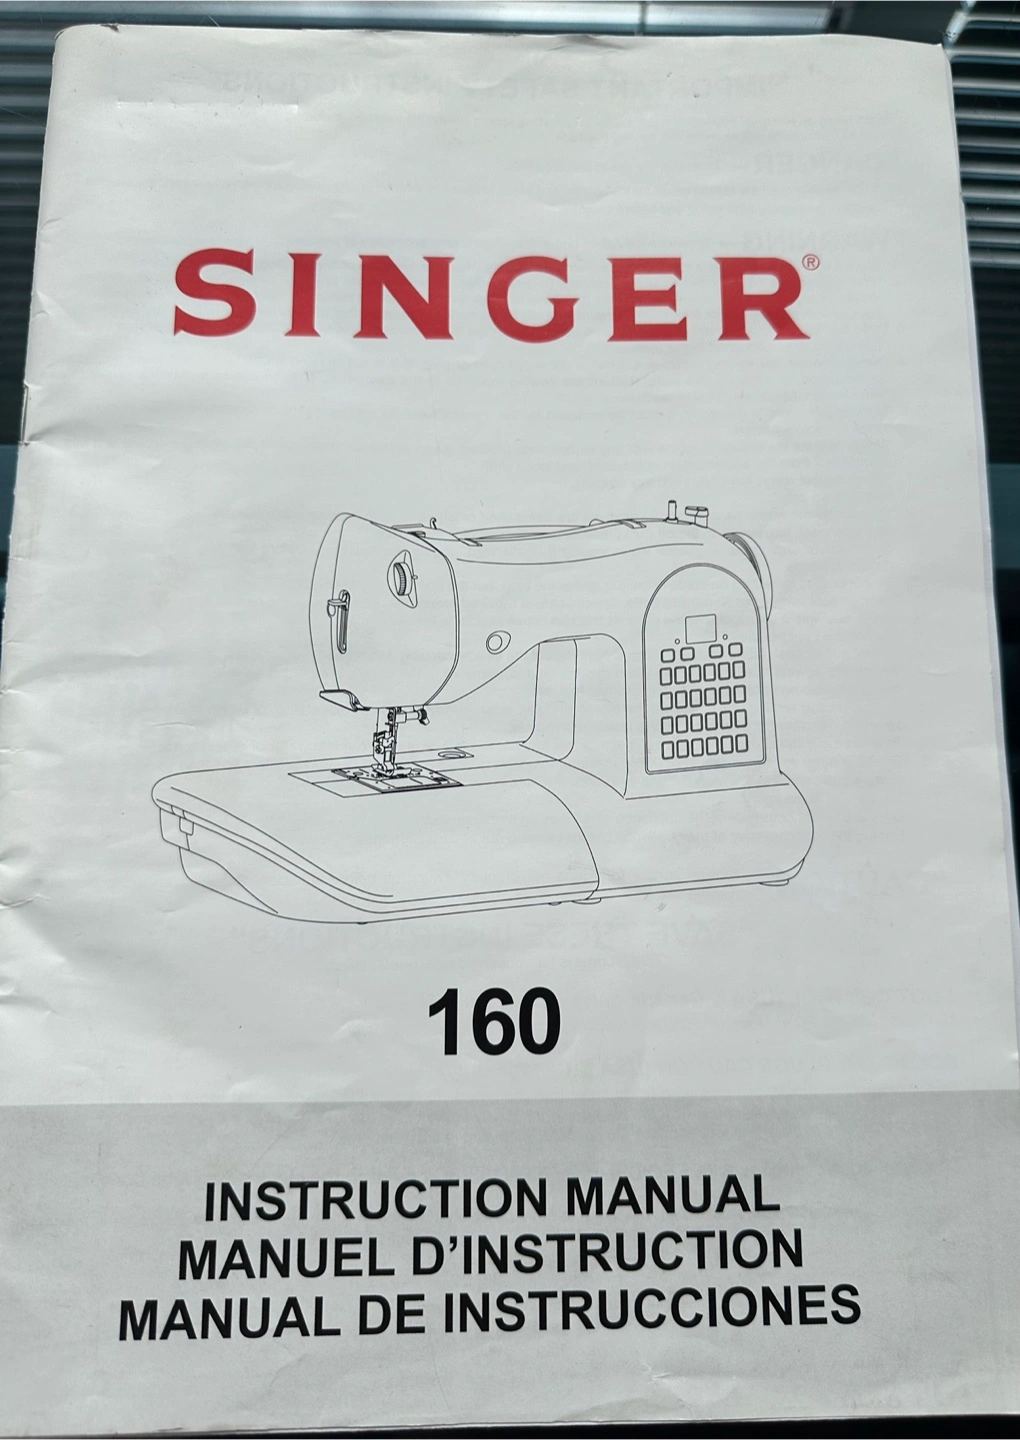 SINGER®
160
INSTRUCTION MANUAL
MANUEL D’INSTRUCTION
MANUAL DE INSTRUCCIONES